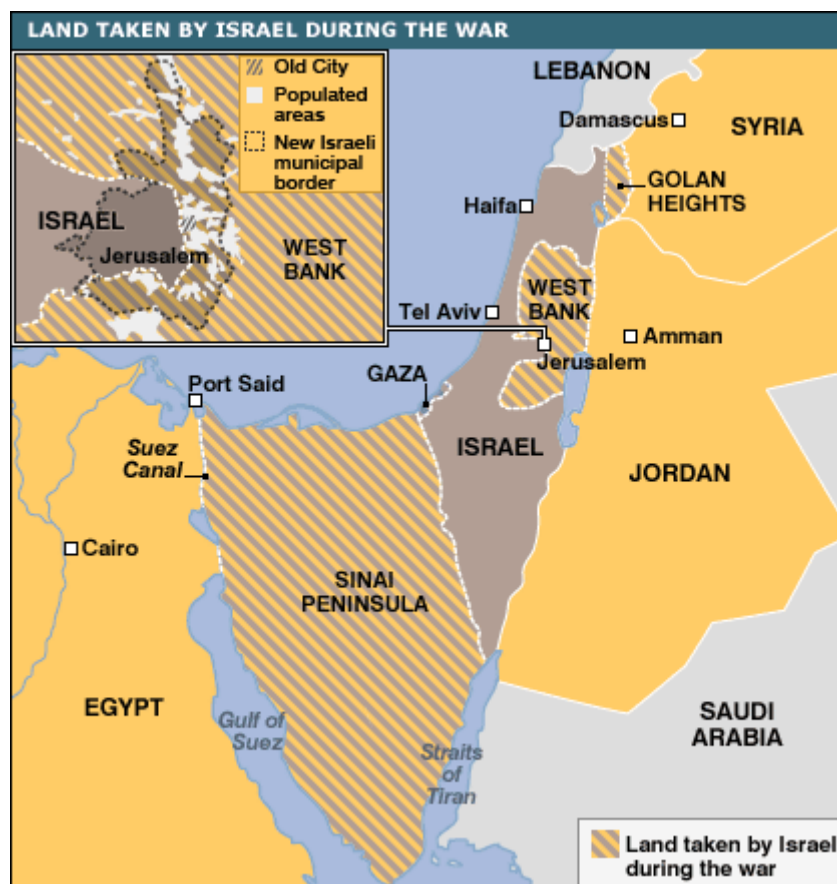 LAND TAKEN BY ISRAEL DURING THE WAR
Old City
Populated
areas
New Israeli
municipal
border
ISRAEL
Jerusalem
WEST
BANK
LEBANON
Damascus
SYRIA
GOLAN
HEIGHTS
Haifa
WEST
BANK
Tel Aviv
Amman
Jerusalem
GAZA
Port Said
Suez
Canal
ISRAEL
JORDAN
Cairo
SINAI
PENINSULA
EGYPT
Gulf of
Suez
Straits
of
Tiran
SAUDI
ARABIA
Land taken by Israel
during the war